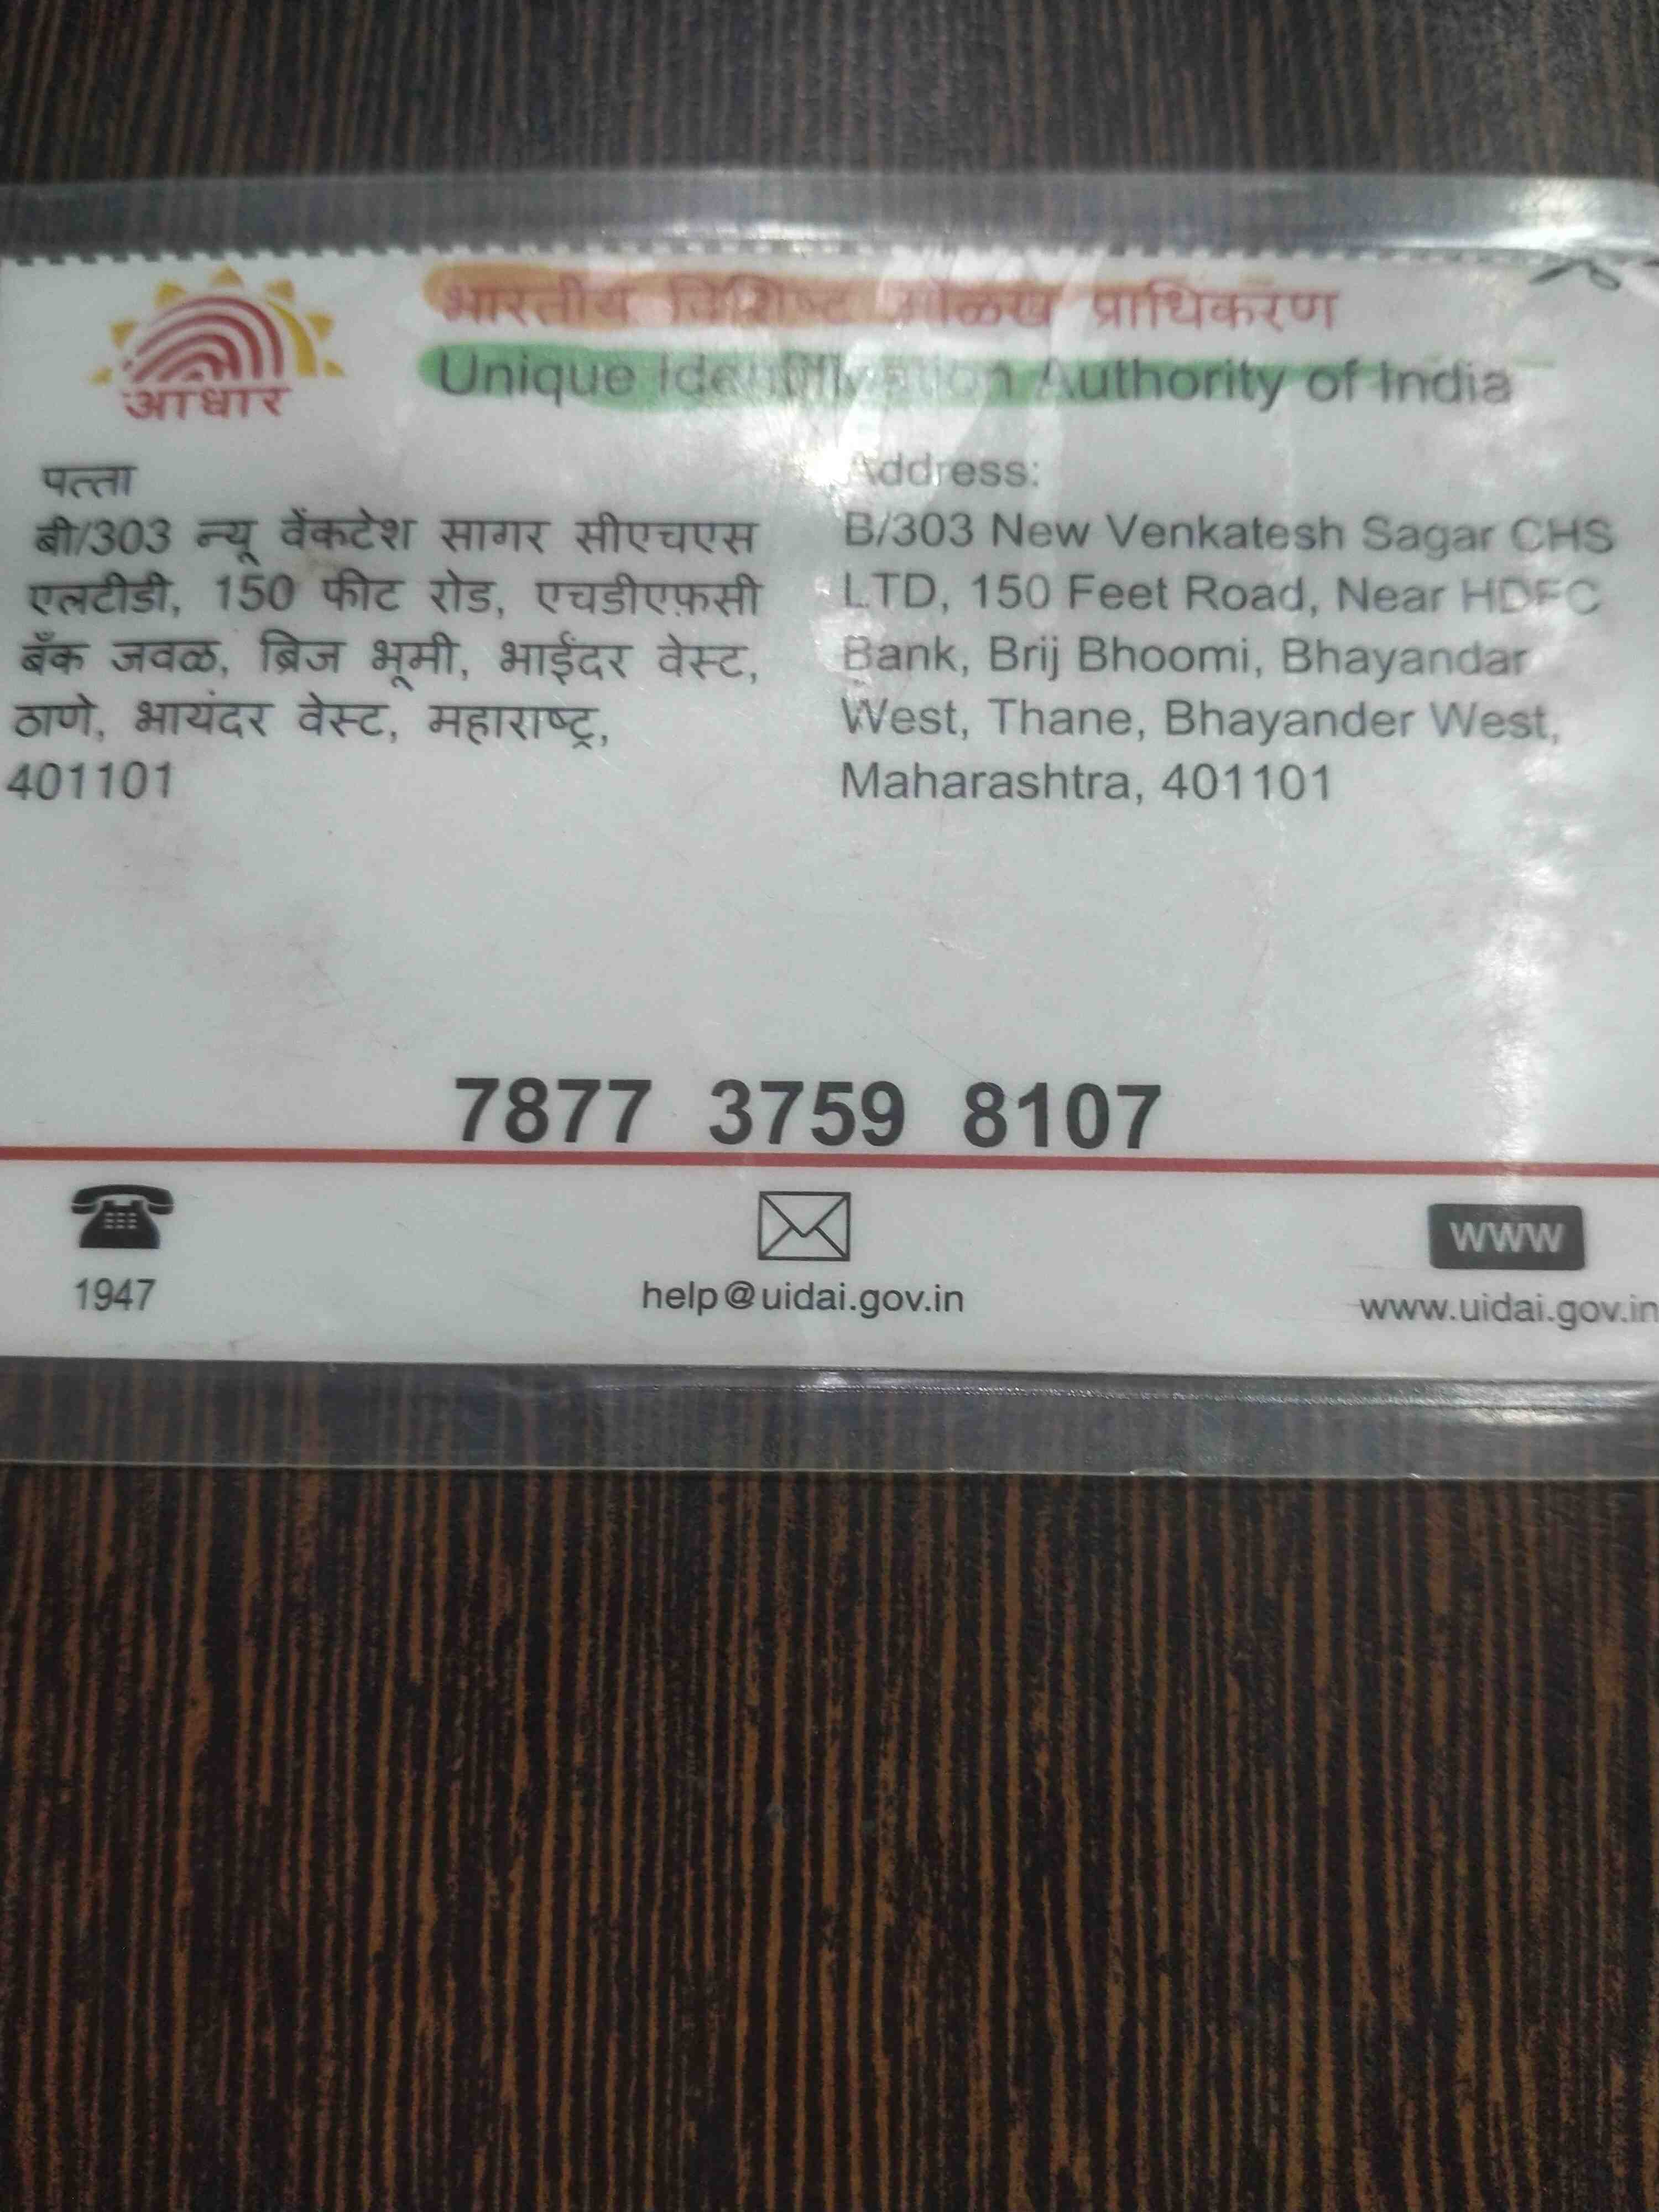 आधार
भारतीय विशिष्ट ओळख प्राधिकरण
Unique Identification Authority of India
पत्ता
बी/303 न्यू वेंकटेश सागर सीएचएस
एलटीडी, 150 फीट रोड, एचडीएफ़सी
बँक जवळ, ब्रिज भूमी, भाईंदर वेस्ट,
ठाणे, भायंदर वेस्ट, महाराष्ट्र,
401101
Address:
B/303 New Venkatesh Sagar CHS
LTD, 150 Feet Road, Near HDFC
Bank, Brij Bhoomi, Bhayandar
West, Thane, Bhayander West,
Maharashtra, 401101
7877 3759 8107
1947
help@uidai.gov.in
www
www.uidai.gov.in